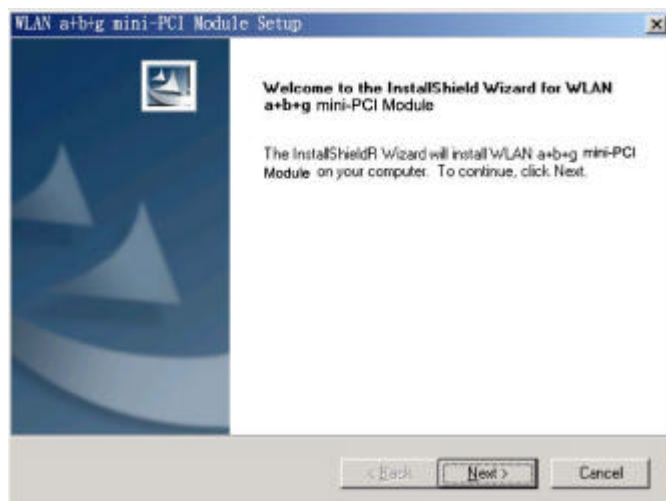 WLAN a+b+g mini-PCI Module Setup
Welcome to the InstallShield Wizard for WLAN
a+b+g mini-PCI Module
The InstallShieldR Wizard will install WLAN a+b+g mini-PCI
Module on your computer. To continue, click Next.
< Back Next > Cancel